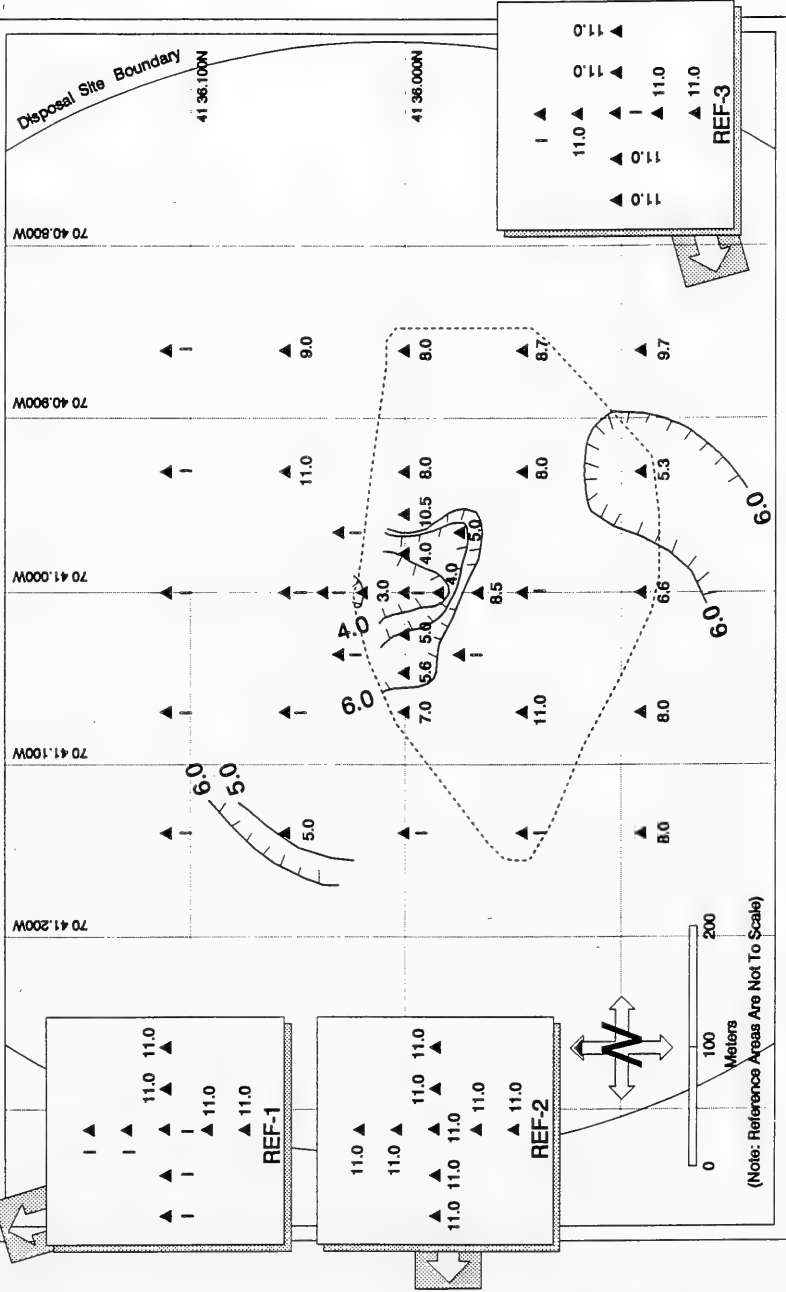 Disposal Site Boundary
41 36.100N
41 36.000N
70 40.800W
70 40.900W
70 41.000W
70 41.100W
70 41.200W
I
I
I
I
I
5.0
I
I
I
9.0
11.0
I
I
I
6.0
5.0
3.0
I
4.0
5.0
5.6
6.0
7.0
4.0
10.5
8.0
8.0
I
5.0
4.0
8.5
I
I
11.0
I
8.0
8.7
8.0
8.0
6.6
5.3
9.7
6.0
6.0
I
I
11.0
11.0
I
I
I
11.0
11.0
REF-1
11.0
11.0
11.0
11.0
11.0
11.0
11.0
11.0
11.0
REF-2
I
11.0
11.0
11.0
11.0
11.0
I
11.0
11.0
REF-3
N
0
100
200
Meters
(Note: Reference Areas Are Not To Scale)